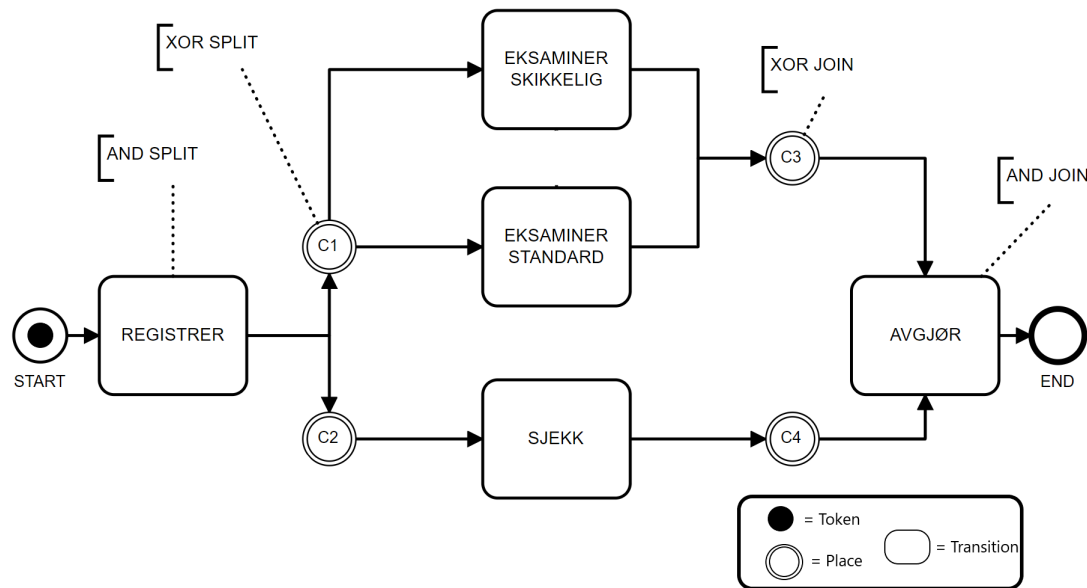 XOR SPLIT
EKSAMINER
SKIKKELIG
XOR JOIN
AND SPLIT
C3
AND JOIN
C1
EKSAMINER
STANDARD
REGISTRER
AVGJØR
START
END
C2
SJEKK
C4
= Token
= Place
= Transition